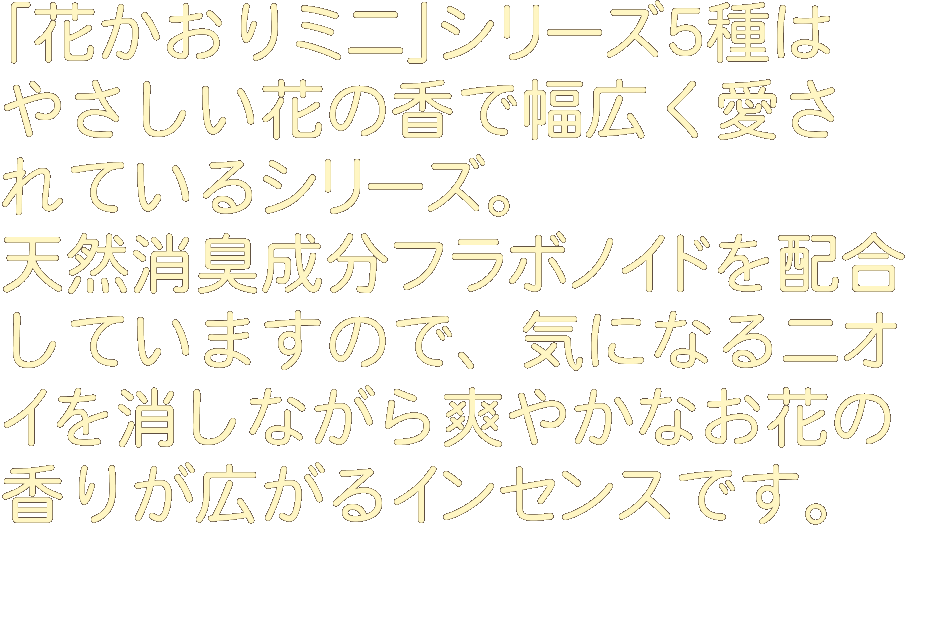 「花かおりミニ」シリーズ5種は
やさしい花の香で幅広く愛さ
れているシリーズ。
天然消臭成分フラボノイドを配合
していますので、気になるニオ
イを消しながら爽やかなお花の
香りが広がるインセンスです。